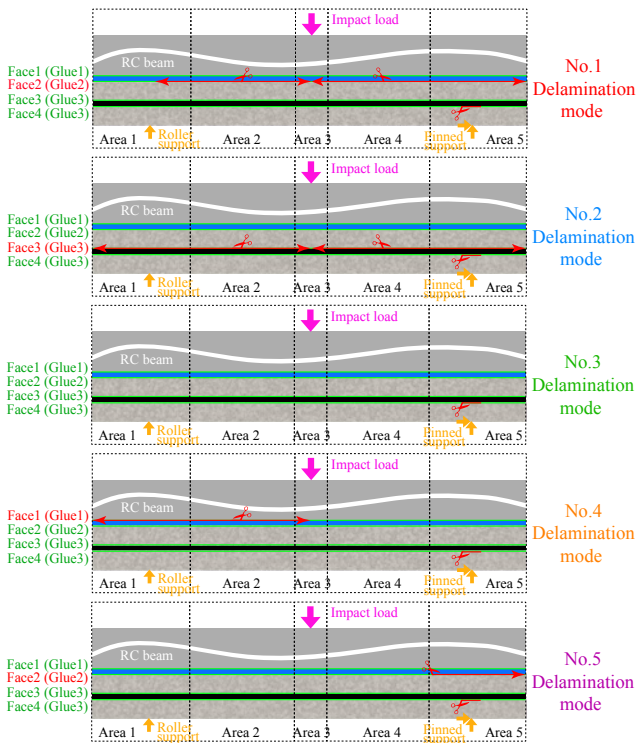 Impact load
RC beam
Face1 (Glue1)
Face2 (Glue2)
Face3 (Glue3)
Face4 (Glue3)
Area 1
Roller
support
Area 2
Area 3
Area 4
Pinned
support
Area 5
No.1
Delamination
mode
Impact load
RC beam
Face1 (Glue1)
Face2 (Glue2)
Face3 (Glue3)
Face4 (Glue3)
Area 1
Roller
support
Area 2
Area 3
Area 4
Pinned
support
Area 5
No.2
Delamination
mode
Impact load
RC beam
Face1 (Glue1)
Face2 (Glue2)
Face3 (Glue3)
Face4 (Glue3)
Area 1
Roller
support
Area 2
Area 3
Area 4
Pinned
support
Area 5
No.3
Delamination
mode
Impact load
RC beam
Face1 (Glue1)
Face2 (Glue2)
Face3 (Glue3)
Face4 (Glue3)
Area 1
Roller
support
Area 2
Area 3
Area 4
Pinned
support
Area 5
No.4
Delamination
mode
Impact load
RC beam
Face1 (Glue1)
Face2 (Glue2)
Face3 (Glue3)
Face4 (Glue3)
Area 1
Roller
support
Area 2
Area 3
Area 4
Pinned
support
Area 5
No.5
Delamination
mode